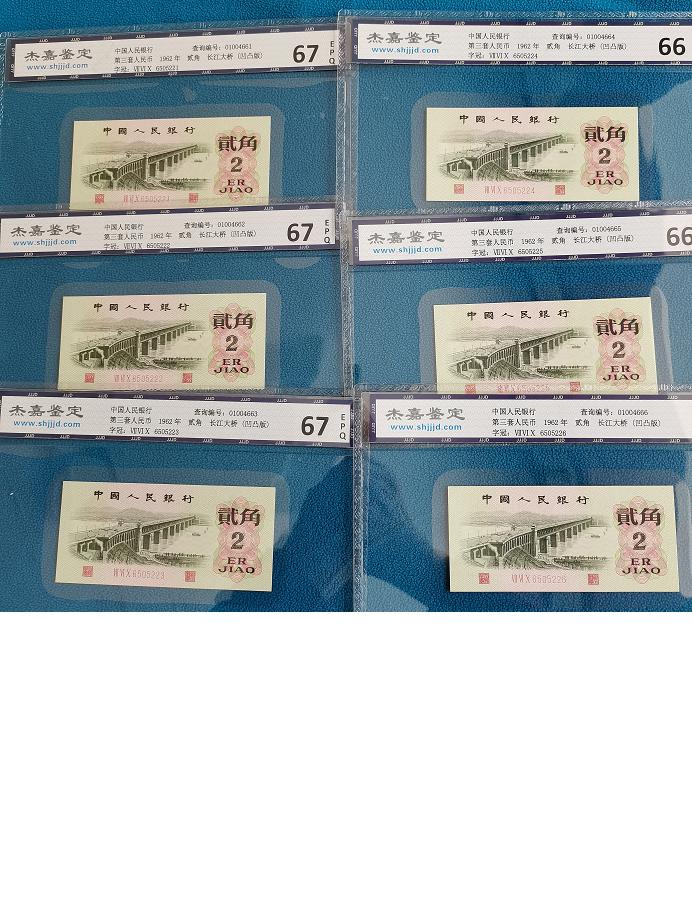 杰嘉鉴定
www.shjjjd.com
中国人民银行 查询编号：01004661
第三套人民币 1962 年 贰角 长江大桥 (凹凸版)
字冠：ⅦⅥⅩ 6505221
67
EPQ
中國人民銀行
貳角
2
ER
JIAO
ⅦⅥⅩ6505221
杰嘉鉴定
www.shjjjd.com
中国人民银行 查询编号：01004664
第三套人民币 1962 年 贰角 长江大桥 (凹凸版)
字冠：ⅦⅥⅩ 6505224
66
中國人民銀行
貳角
2
ER
JIAO
ⅦⅥⅩ6505224
杰嘉鉴定
www.shjjjd.com
中国人民银行 查询编号：01004662
第三套人民币 1962 年 贰角 长江大桥 (凹凸版)
字冠：ⅦⅥⅩ 6505222
67
EPQ
中國人民銀行
貳角
2
ER
JIAO
ⅦⅥⅩ6505222
杰嘉鉴定
www.shjjjd.com
中国人民银行 查询编号：01004665
第三套人民币 1962 年 贰角 长江大桥 (凹凸版)
字冠：ⅦⅥⅩ 6505225
66
中國人民銀行
貳角
2
ER
JIAO
杰嘉鉴定
www.shjjjd.com
中国人民银行 查询编号：01004663
第三套人民币 1962 年 贰角 长江大桥 (凹凸版)
字冠：ⅦⅥⅩ 6505223
67
EPQ
中國人民銀行
貳角
2
ER
JIAO
ⅦⅥⅩ6505223
杰嘉鉴定
www.shjjjd.com
中国人民银行 查询编号：01004666
第三套人民币 1962 年 贰角 长江大桥 (凹凸版)
字冠：ⅦⅥⅩ 6505226
中國人民銀行
貳角
2
ER
JIAO
ⅦⅥⅩ6505226